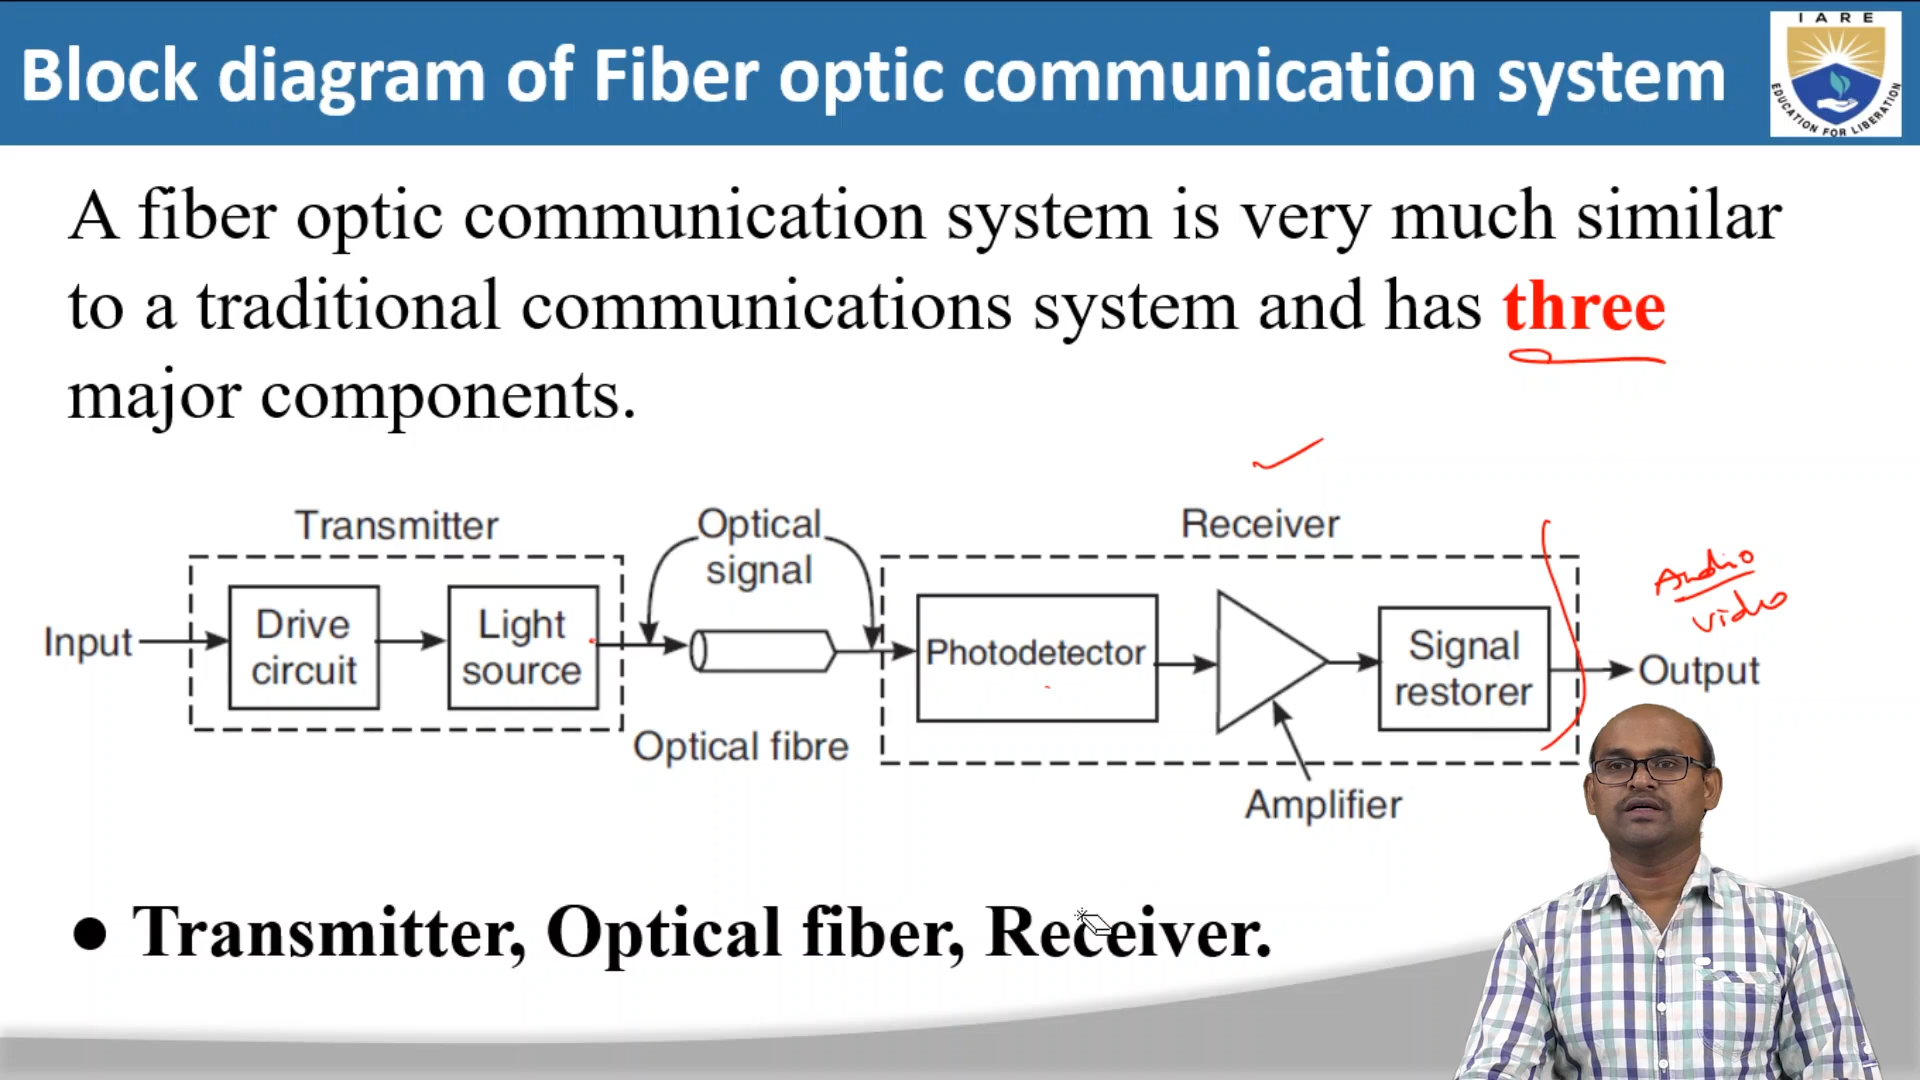 Block diagram of Fiber optic communication system
IARE
EDUCATION FOR LIBERATION
A fiber optic communication system is very much similar
to a traditional communications system and has three
major components.
Transmitter
Optical
signal
Receiver
Audio
Video
Input
Drive
circuit
Light
source
Photodetector
Signal
restorer
Output
Optical fibre
Amplifier
● Transmitter, Optical fiber, Receiver.